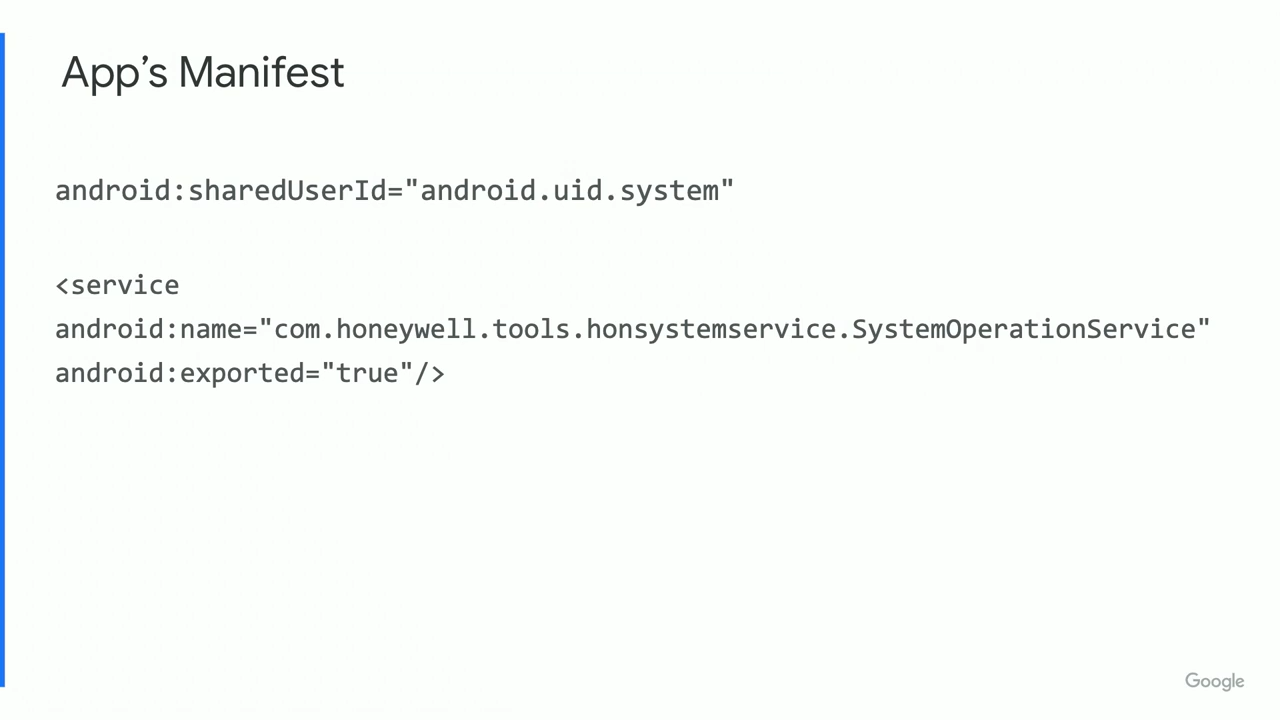 App’s Manifest
android:sharedUserId="android.uid.system"
<service
android:name="com.honeywell.tools.honsystemservice.SystemOperationService"
android:exported="true"/>
Google